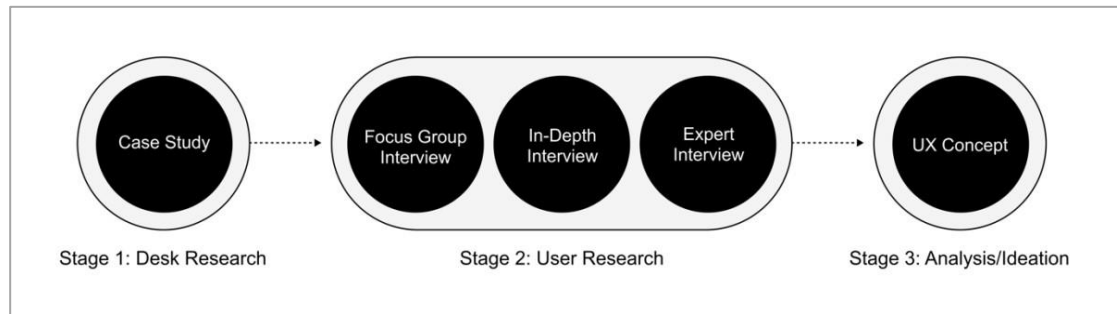 Case Study
Focus Group
Interview
In-Depth
Interview
Expert
Interview
UX Concept
Stage 1: Desk Research
Stage 2: User Research
Stage 3: Analysis/Ideation